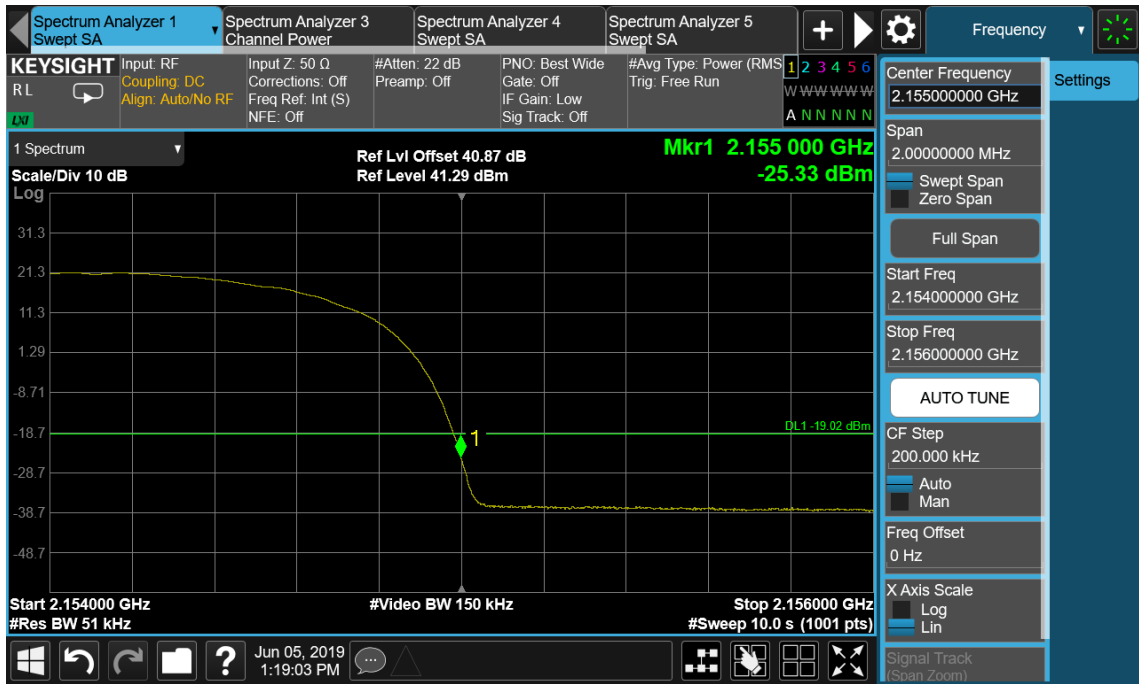 Spectrum Analyzer 1
Swept SA
Spectrum Analyzer 3
Channel Power
Spectrum Analyzer 4
Swept SA
Spectrum Analyzer 5
Swept SA
Frequency
KEYSIGHT
R L
LXI
Input: RF
Coupling: DC
Align: Auto/No RF
Input Z: 50 Ω
Corrections: Off
Freq Ref: Int (S)
NFE: Off
#Atten: 22 dB
Preamp: Off
PNO: Best Wide
Gate: Off
IF Gain: Low
Sig Track: Off
#Avg Type: Power (RMS
Trig: Free Run
1 2 3 4 5 6
W W W W W W
A N N N N N
1 Spectrum
Scale/Div 10 dB
Log
Ref Lvl Offset 40.87 dB
Ref Level 41.29 dBm
Mkr1 2.155 000 GHz
-25.33 dBm
31.3
21.3
11.3
1.29
-8.71
-18.7
-28.7
-38.7
-48.7
DL1 -19.02 dBm
1
Start 2.154000 GHz
#Res BW 51 kHz
#Video BW 150 kHz
Stop 2.156000 GHz
#Sweep 10.0 s (1001 pts)
Center Frequency
2.155000000 GHz
Settings
Span
2.00000000 MHz
Swept Span
Zero Span
Full Span
Start Freq
2.154000000 GHz
Stop Freq
2.156000000 GHz
AUTO TUNE
CF Step
200.000 kHz
Auto
Man
Freq Offset
0 Hz
X Axis Scale
Log
Lin
Signal Track
(Span Zoom)
?
Jun 05, 2019
1:19:03 PM